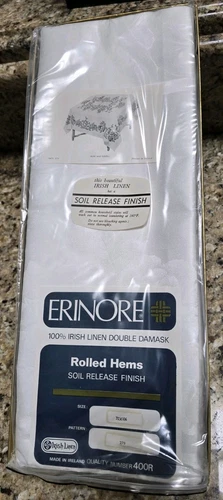 this beautiful
IRISH LINEN
has a
SOIL RELEASE FINISH
ERINORE
100% IRISH LINEN DOUBLE DAMASK
Rolled Hems
SOIL RELEASE FINISH
SIZE
PATTERN
Irish Linen
MADE IN IRELAND QUALITY NUMBER 400R